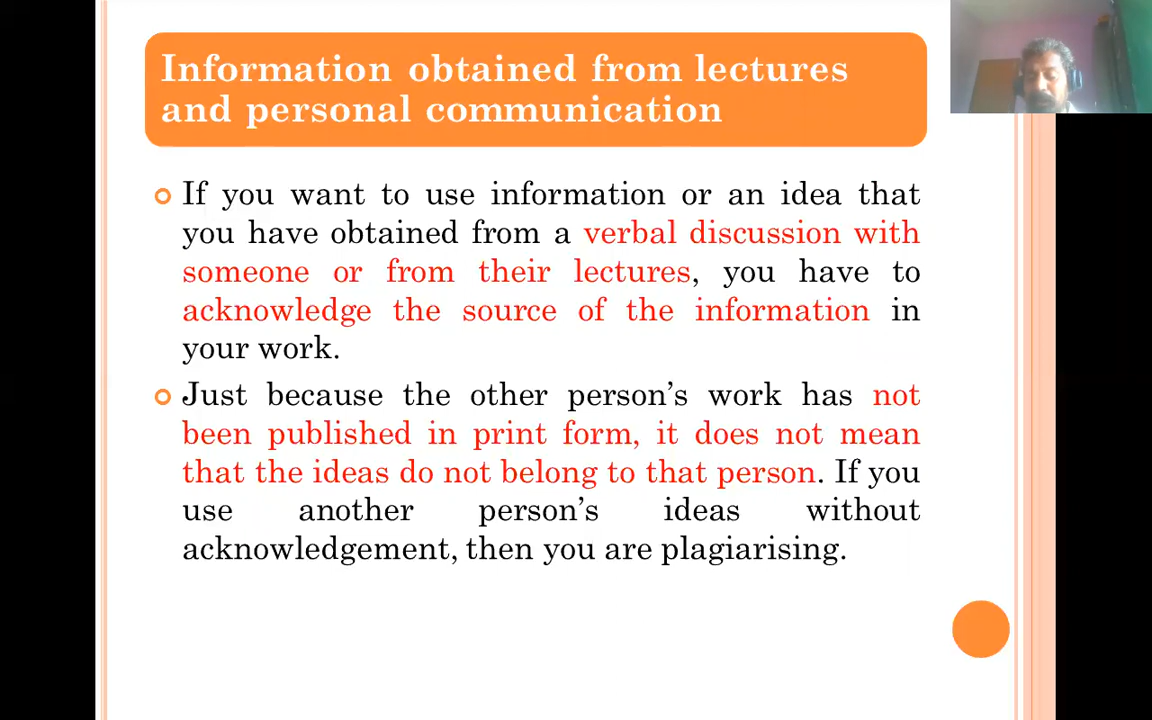 Information obtained from lectures
and personal communication
If you want to use information or an idea that
you have obtained from a verbal discussion with
someone or from their lectures, you have to
acknowledge the source of the information in
your work.
Just because the other person’s work has not
been published in print form, it does not mean
that the ideas do not belong to that person. If you
use another person’s ideas without
acknowledgement, then you are plagiarising.